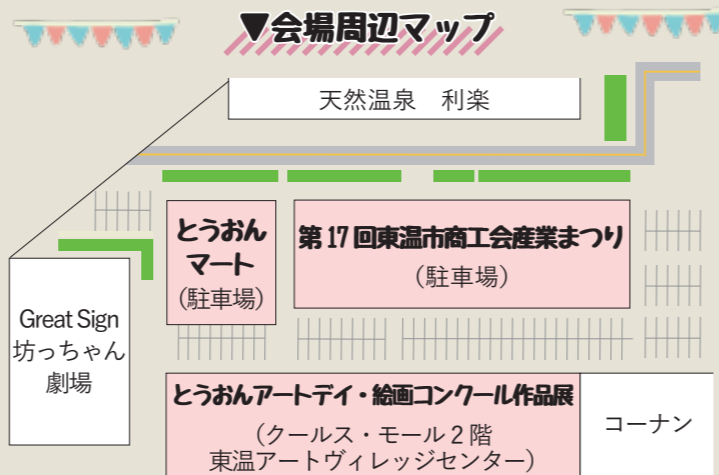 ▼会場周辺マップ
天然温泉　利楽
とうおん
マート
（駐車場）
第17回東温市商工会産業まつり
（駐車場）
Great Sign
坊っちゃん
劇場
とうおんアートデイ・絵画コンクール作品展
（クールス・モール2階
東温アートヴィレッジセンター）
コーナン